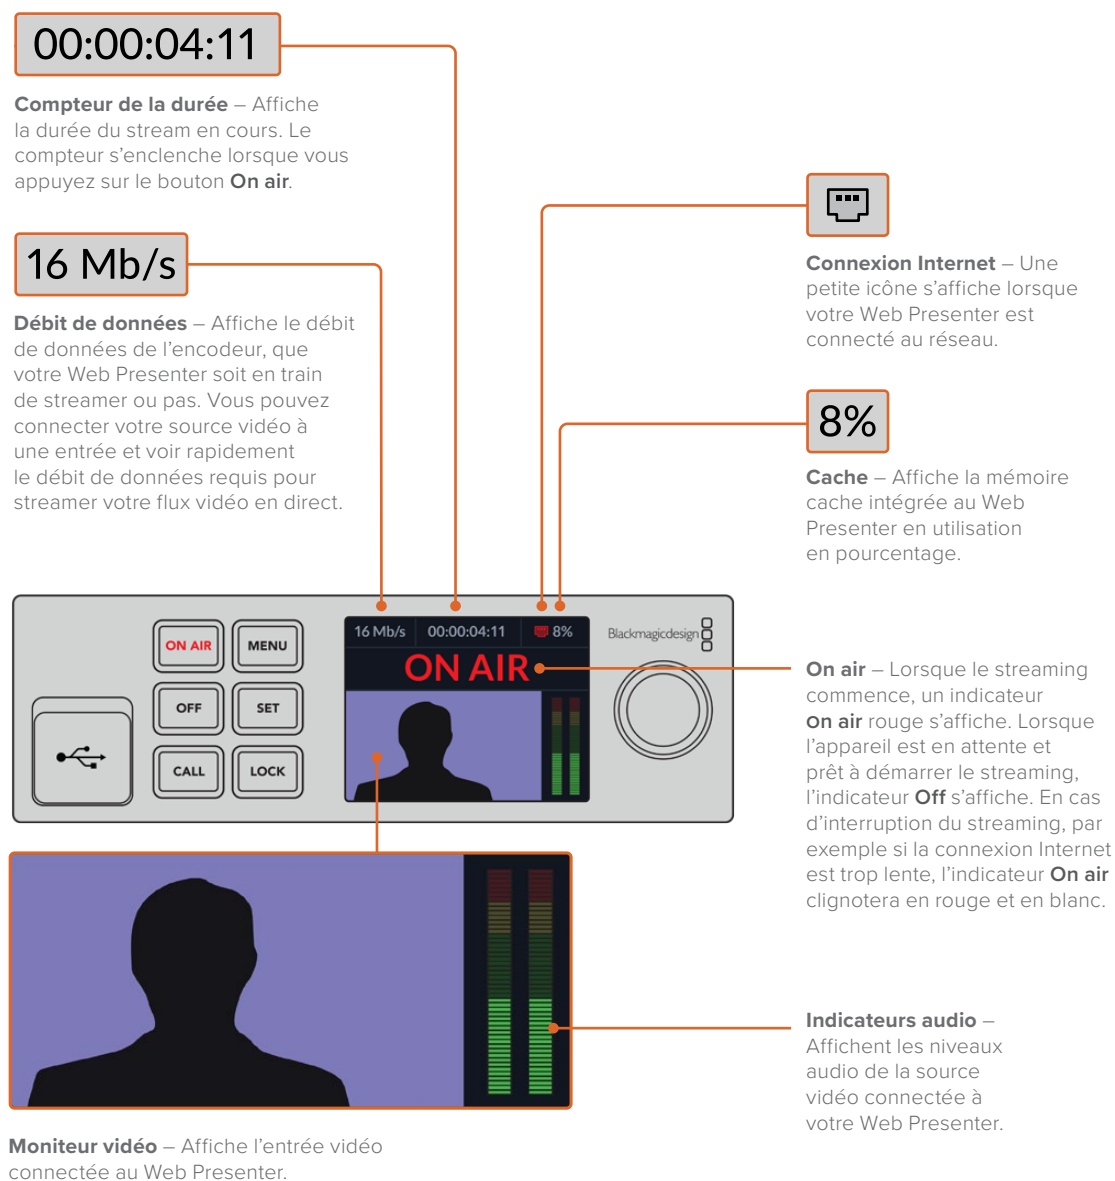 00:00:04:11
Compteur de la durée – Affiche
la durée du stream en cours. Le
compteur s’enclenche lorsque vous
appuyez sur le bouton On air.
16 Mb/s
Débit de données – Affiche le débit
de données de l’encodeur, que
votre Web Presenter soit en train
de streamer ou pas. Vous pouvez
connecter votre source vidéo à
une entrée et voir rapidement
le débit de données requis pour
streamer votre flux vidéo en direct.
Connexion Internet – Une
petite icône s’affiche lorsque
votre Web Presenter est
connecté au réseau.
8%
Cache – Affiche la mémoire
cache intégrée au Web
Presenter en utilisation
en pourcentage.
ON AIR
MENU
OFF
SET
CALL
LOCK
16 Mb/s 00:00:04:11 8%
ON AIR
Blackmagicdesign
On air – Lorsque le streaming
commence, un indicateur
On air rouge s’affiche. Lorsque
l’appareil est en attente et
prêt à démarrer le streaming,
l’indicateur Off s’affiche. En cas
d’interruption du streaming, par
exemple si la connexion Internet
est trop lente, l’indicateur On air
clignotera en rouge et en blanc.
Indicateurs audio –
Affichent les niveaux
audio de la source
vidéo connectée à
votre Web Presenter.
Moniteur vidéo – Affiche l’entrée vidéo
connectée au Web Presenter.